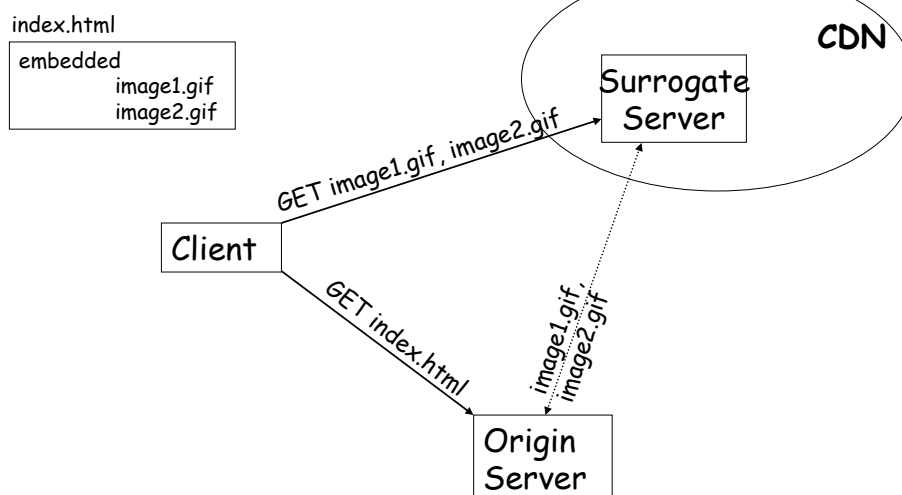 index.html
embedded
image1.gif
image2.gif
CDN
Surrogate
Server
GET image1.gif, image2.gif
Client
GET index.html
image1.gif,
image2.gif
Origin
Server